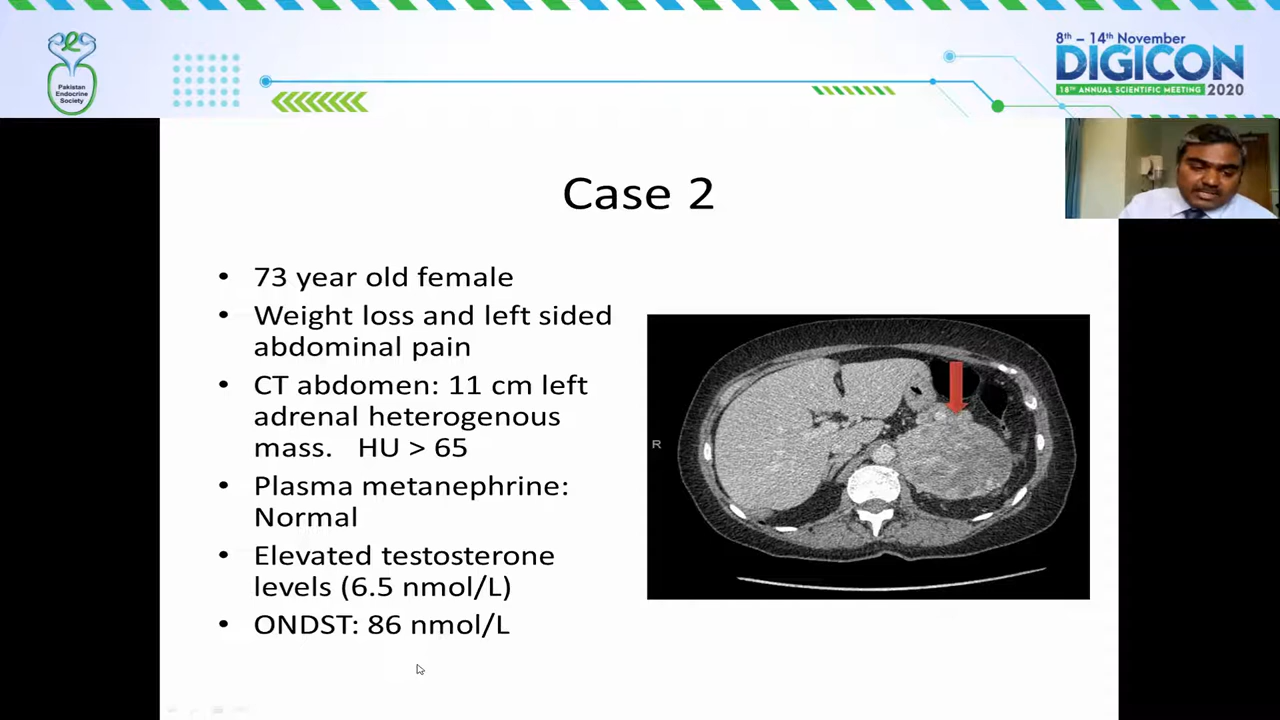 Pakistan
Endocrine
Society
8th – 14th November
DIGICON
18TH ANNUAL SCIENTIFIC MEETING 2020
Case 2
• 73 year old female
• Weight loss and left sided
abdominal pain
• CT abdomen: 11 cm left
adrenal heterogenous
mass. HU > 65
• Plasma metanephrine:
Normal
• Elevated testosterone
levels (6.5 nmol/L)
• ONDST: 86 nmol/L
R